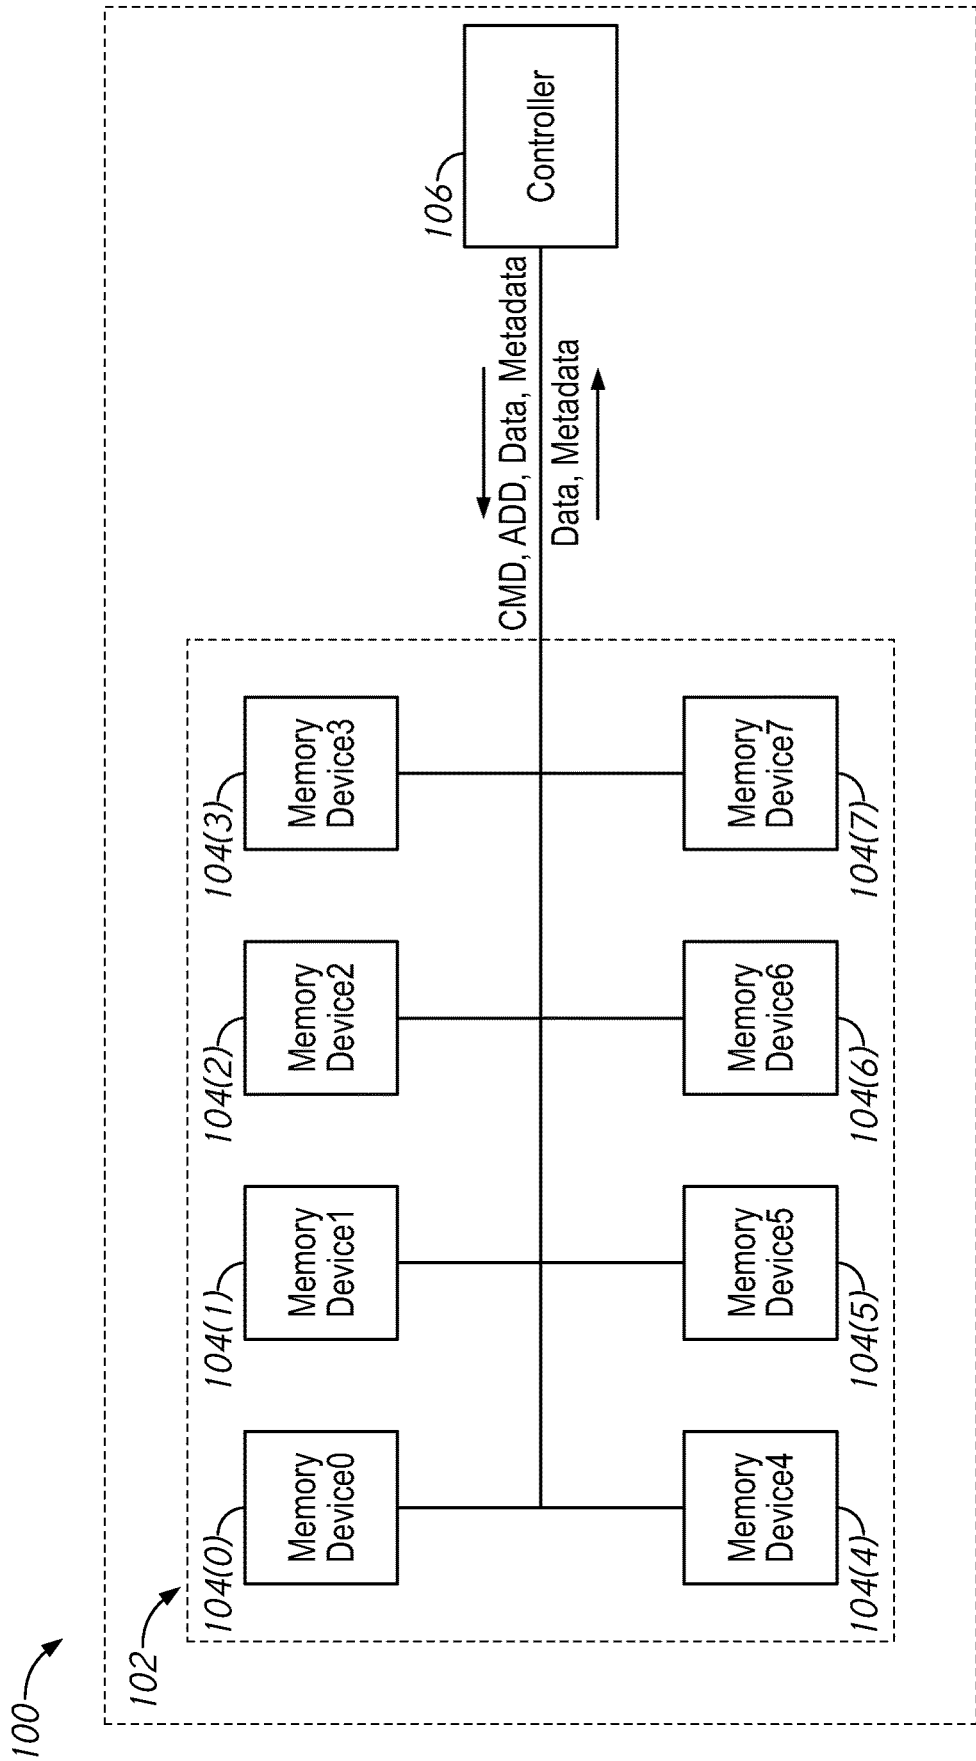 100
102
104(0)
104(1)
104(2)
104(3)
Memory
Device0
Memory
Device1
Memory
Device2
Memory
Device3
106
Controller
CMD, ADD, Data, Metadata
Data, Metadata
Memory
Device4
Memory
Device5
Memory
Device6
Memory
Device7
104(4)
104(5)
104(6)
104(7)